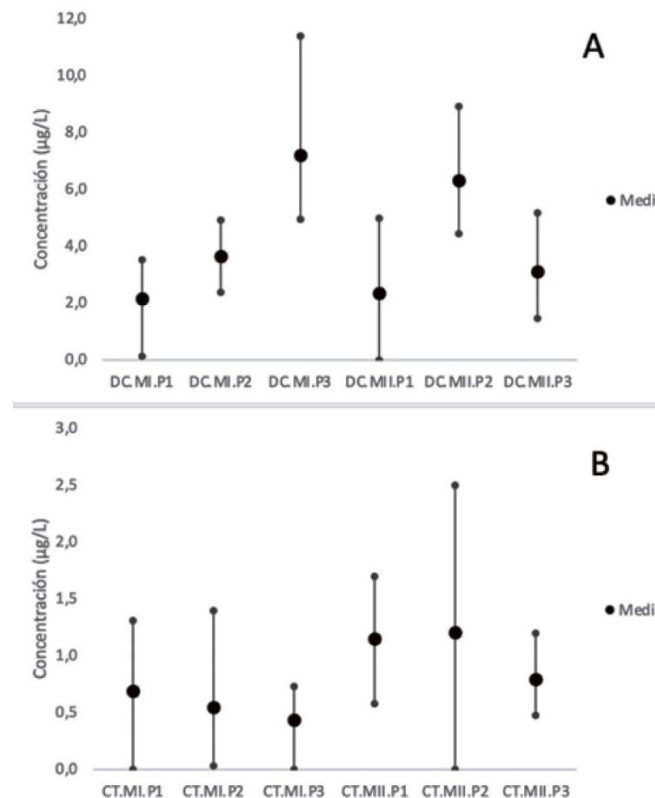 A
12,0
10,0
8,0
6,0
4,0
2,0
0,0
Concentración (µg/L)
DC.MI.P1 DC.MI.P2 DC.MI.P3 DC.MII.P1 DC.MII.P2 DC.MII.P3
Medi
B
3,0
2,5
2,0
1,5
1,0
0,5
0,0
Concentración (µg/L)
CT.MI.P1 CT.MI.P2 CT.MI.P3 CT.MII.P1 CT.MII.P2 CT.MII.P3
Medi